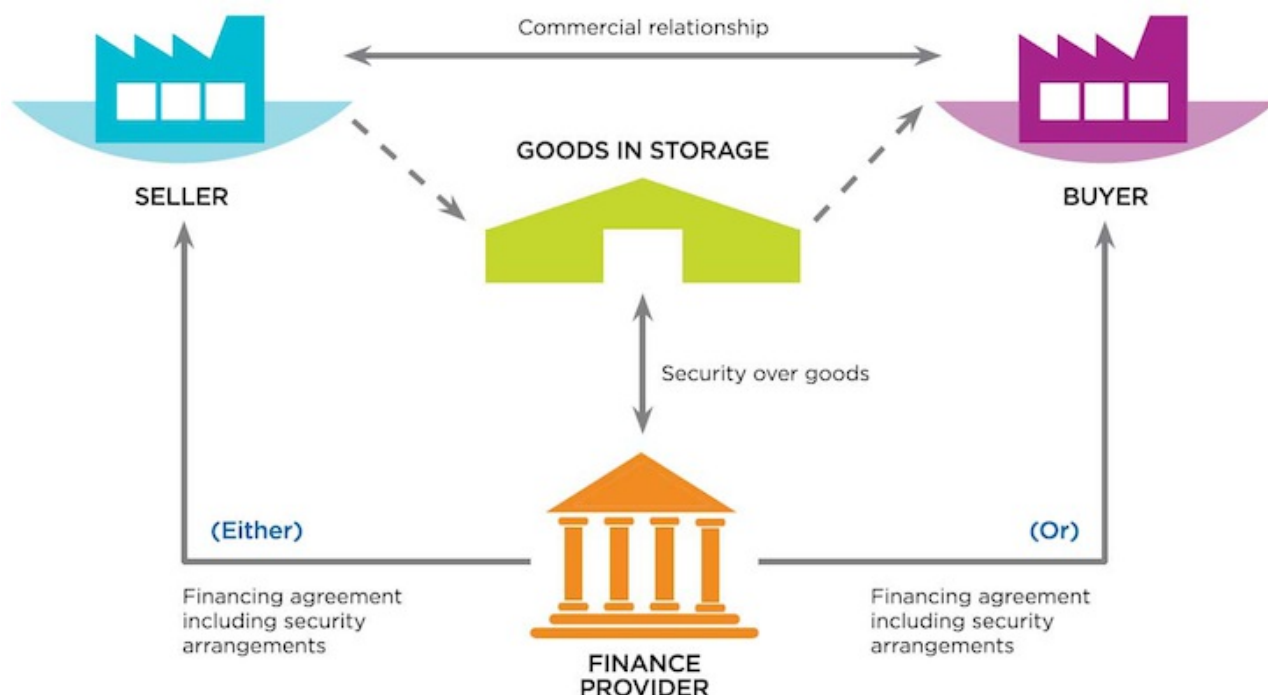 Commercial relationship
GOODS IN STORAGE
SELLER
BUYER
Security over goods
(Either)
(Or)
Financing agreement
including security
arrangements
Financing agreement
including security
arrangements
FINANCE
PROVIDER